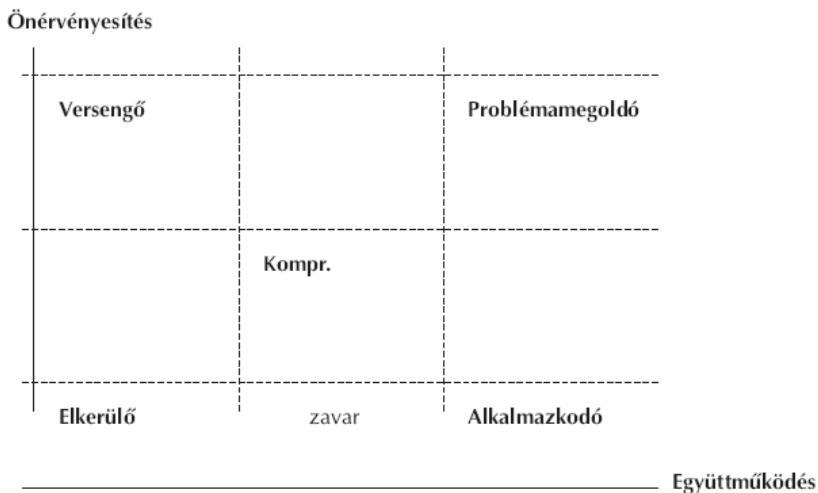 Önérvényesítés
Versengő Problémamegoldó
Kompr.
Elkerülő zavar Alkalmazkodó
Együttműködés